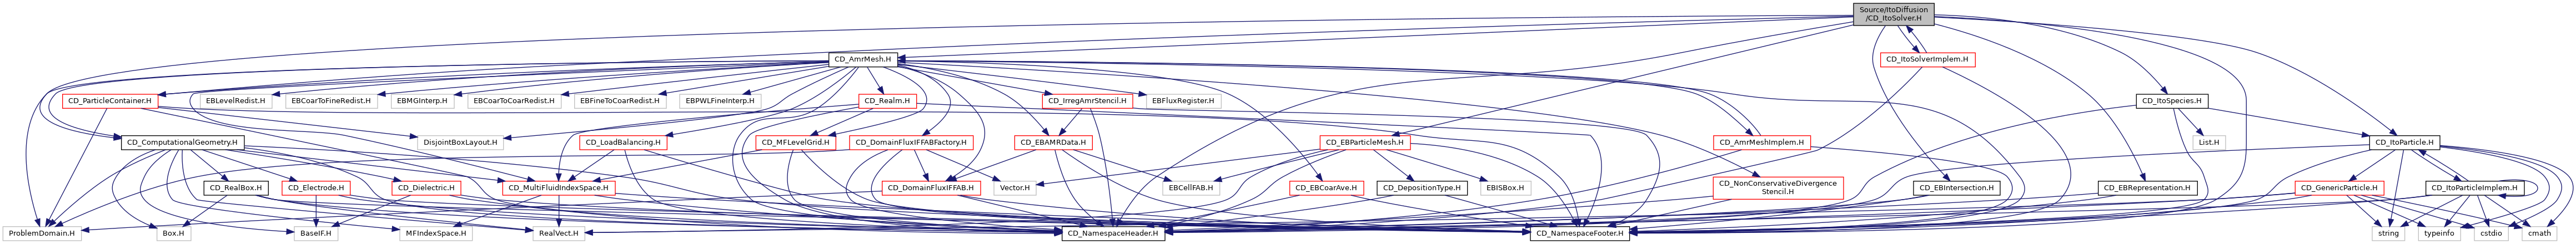 Source/ItoDiffusion
/CD_ItoSolver.H
CD_AmrMesh.H
CD_ItoSolverImplem.H
CD_ParticleContainer.H
EBLevelRedist.H
EBCoarToFineRedist.H
EBMGInterp.H
EBCoarToCoarRedist.H
EBFineToCoarRedist.H
EBPWLFineInterp.H
CD_Realm.H
CD_IrregAmrStencil.H
EBFluxRegister.H
CD_ItoSpecies.H
CD_ComputationalGeometry.H
DisjointBoxLayout.H
CD_LoadBalancing.H
CD_MFLevelGrid.H
CD_DomainFluxIFFABFactory.H
CD_EBAMRData.H
CD_EBParticleMesh.H
CD_AmrMeshImplem.H
List.H
CD_ItoParticle.H
CD_RealBox.H
CD_Electrode.H
CD_Dielectric.H
CD_MultiFluidIndexSpace.H
CD_DomainFluxIFFAB.H
Vector.H
EBCellFAB.H
CD_EBCoarAve.H
CD_DepositionType.H
EBISBox.H
CD_NonConservativeDivergence
Stencil.H
CD_EBIntersection.H
CD_EBRepresentation.H
CD_GenericParticle.H
CD_ItoParticleImplem.H
ProblemDomain.H
Box.H
BaseIF.H
MFIndexSpace.H
RealVect.H
CD_NamespaceHeader.H
CD_NamespaceFooter.H
string
typeinfo
cstdio
cmath